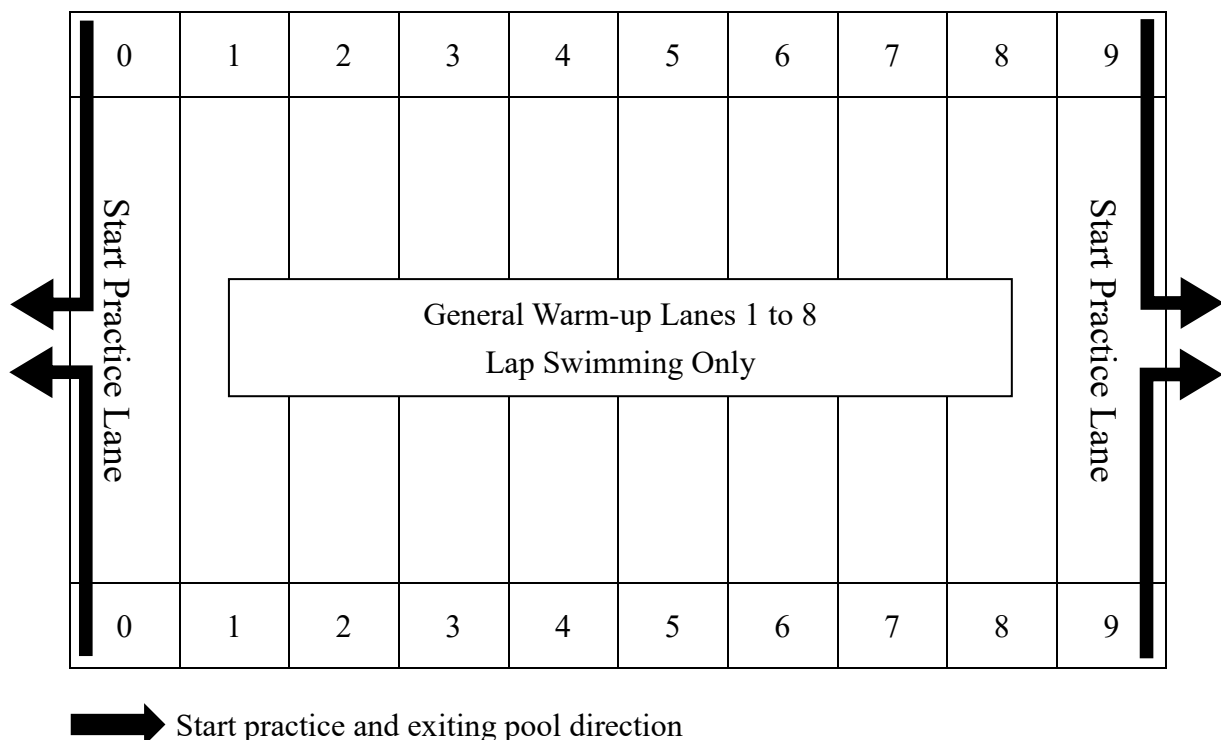 0 1 2 3 4 5 6 7 8 9
Start Practice Lane
Start Practice Lane
General Warm-up Lanes 1 to 8
Lap Swimming Only
0 1 2 3 4 5 6 7 8 9
Start practice and exiting pool direction